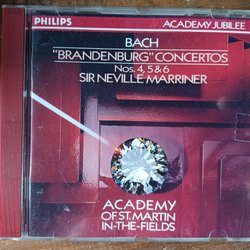 PHILIPS
ACADEMY JUBILEE
BACH
"BRANDENBURG" CONCERTOS
Nos. 4, 5 & 6
SIR NEVILLE MARRINER
ACADEMY
OF ST. MARTIN
IN-THE-FIELDS